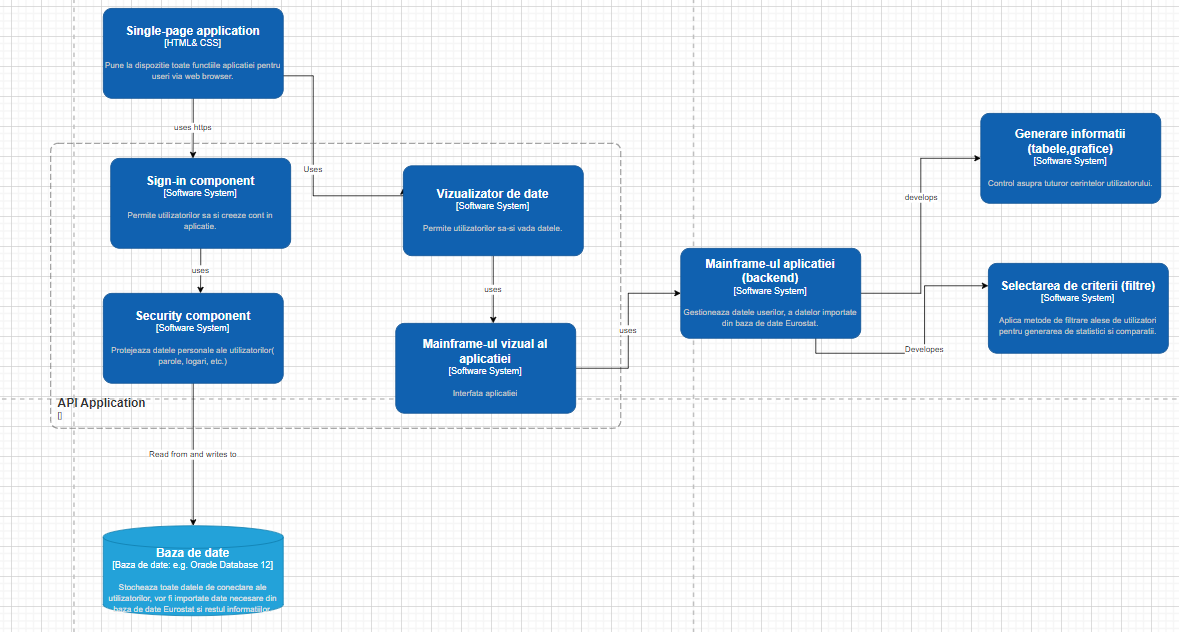 Single-page application
[HTML& CSS]
Pune la dispozitie toate functiile aplicatiei pentru
useri via web browser.
uses https
Uses
Sign-in component
[Software System]
Permite utilizatorilor sa si creeze cont in
aplicatie.
uses
Security component
[Software System]
Protejeaza datele personale ale utilizatorilor(
parole, logari, etc.)
API Application
[]
Read from and writes to
Baza de date
[Baza de date: e.g. Oracle Database 12]
Stocheaza toate datele de conectare ale
utilizatorilor, vor fi importate date necesare din
baza de date Eurostat si restul informatiilor
Vizualizator de date
[Software System]
Permite utilizatorilor sa-si vada datele.
uses
Mainframe-ul vizual al
aplicatiei
[Software System]
Interfata aplicatiei
uses
Mainframe-ul aplicatiei
(backend)
[Software System]
Gestioneaza datele userilor, a datelor importate
din baza de date Eurostat.
develops
Developes
Generare informatii
(tabele,grafice)
[Software System]
Control asupra tuturor cerintelor utilizatorului.
Selectarea de criterii (filtre)
[Software System]
Aplica metode de filtrare alese de utilizatori
pentru generarea de statistici si comparatii.